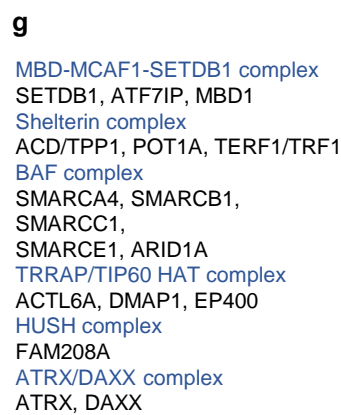 g
MBD-MCAF1-SETDB1 complex
SETDB1, ATF7IP, MBD1
Shelterin complex
ACD/TPP1, POT1A, TERF1/TRF1
BAF complex
SMARCA4, SMARCB1,
SMARCC1,
SMARCE1, ARID1A
TRRAP/TIP60 HAT complex
ACTL6A, DMAP1, EP400
HUSH complex
FAM208A
ATRX/DAXX complex
ATRX, DAXX